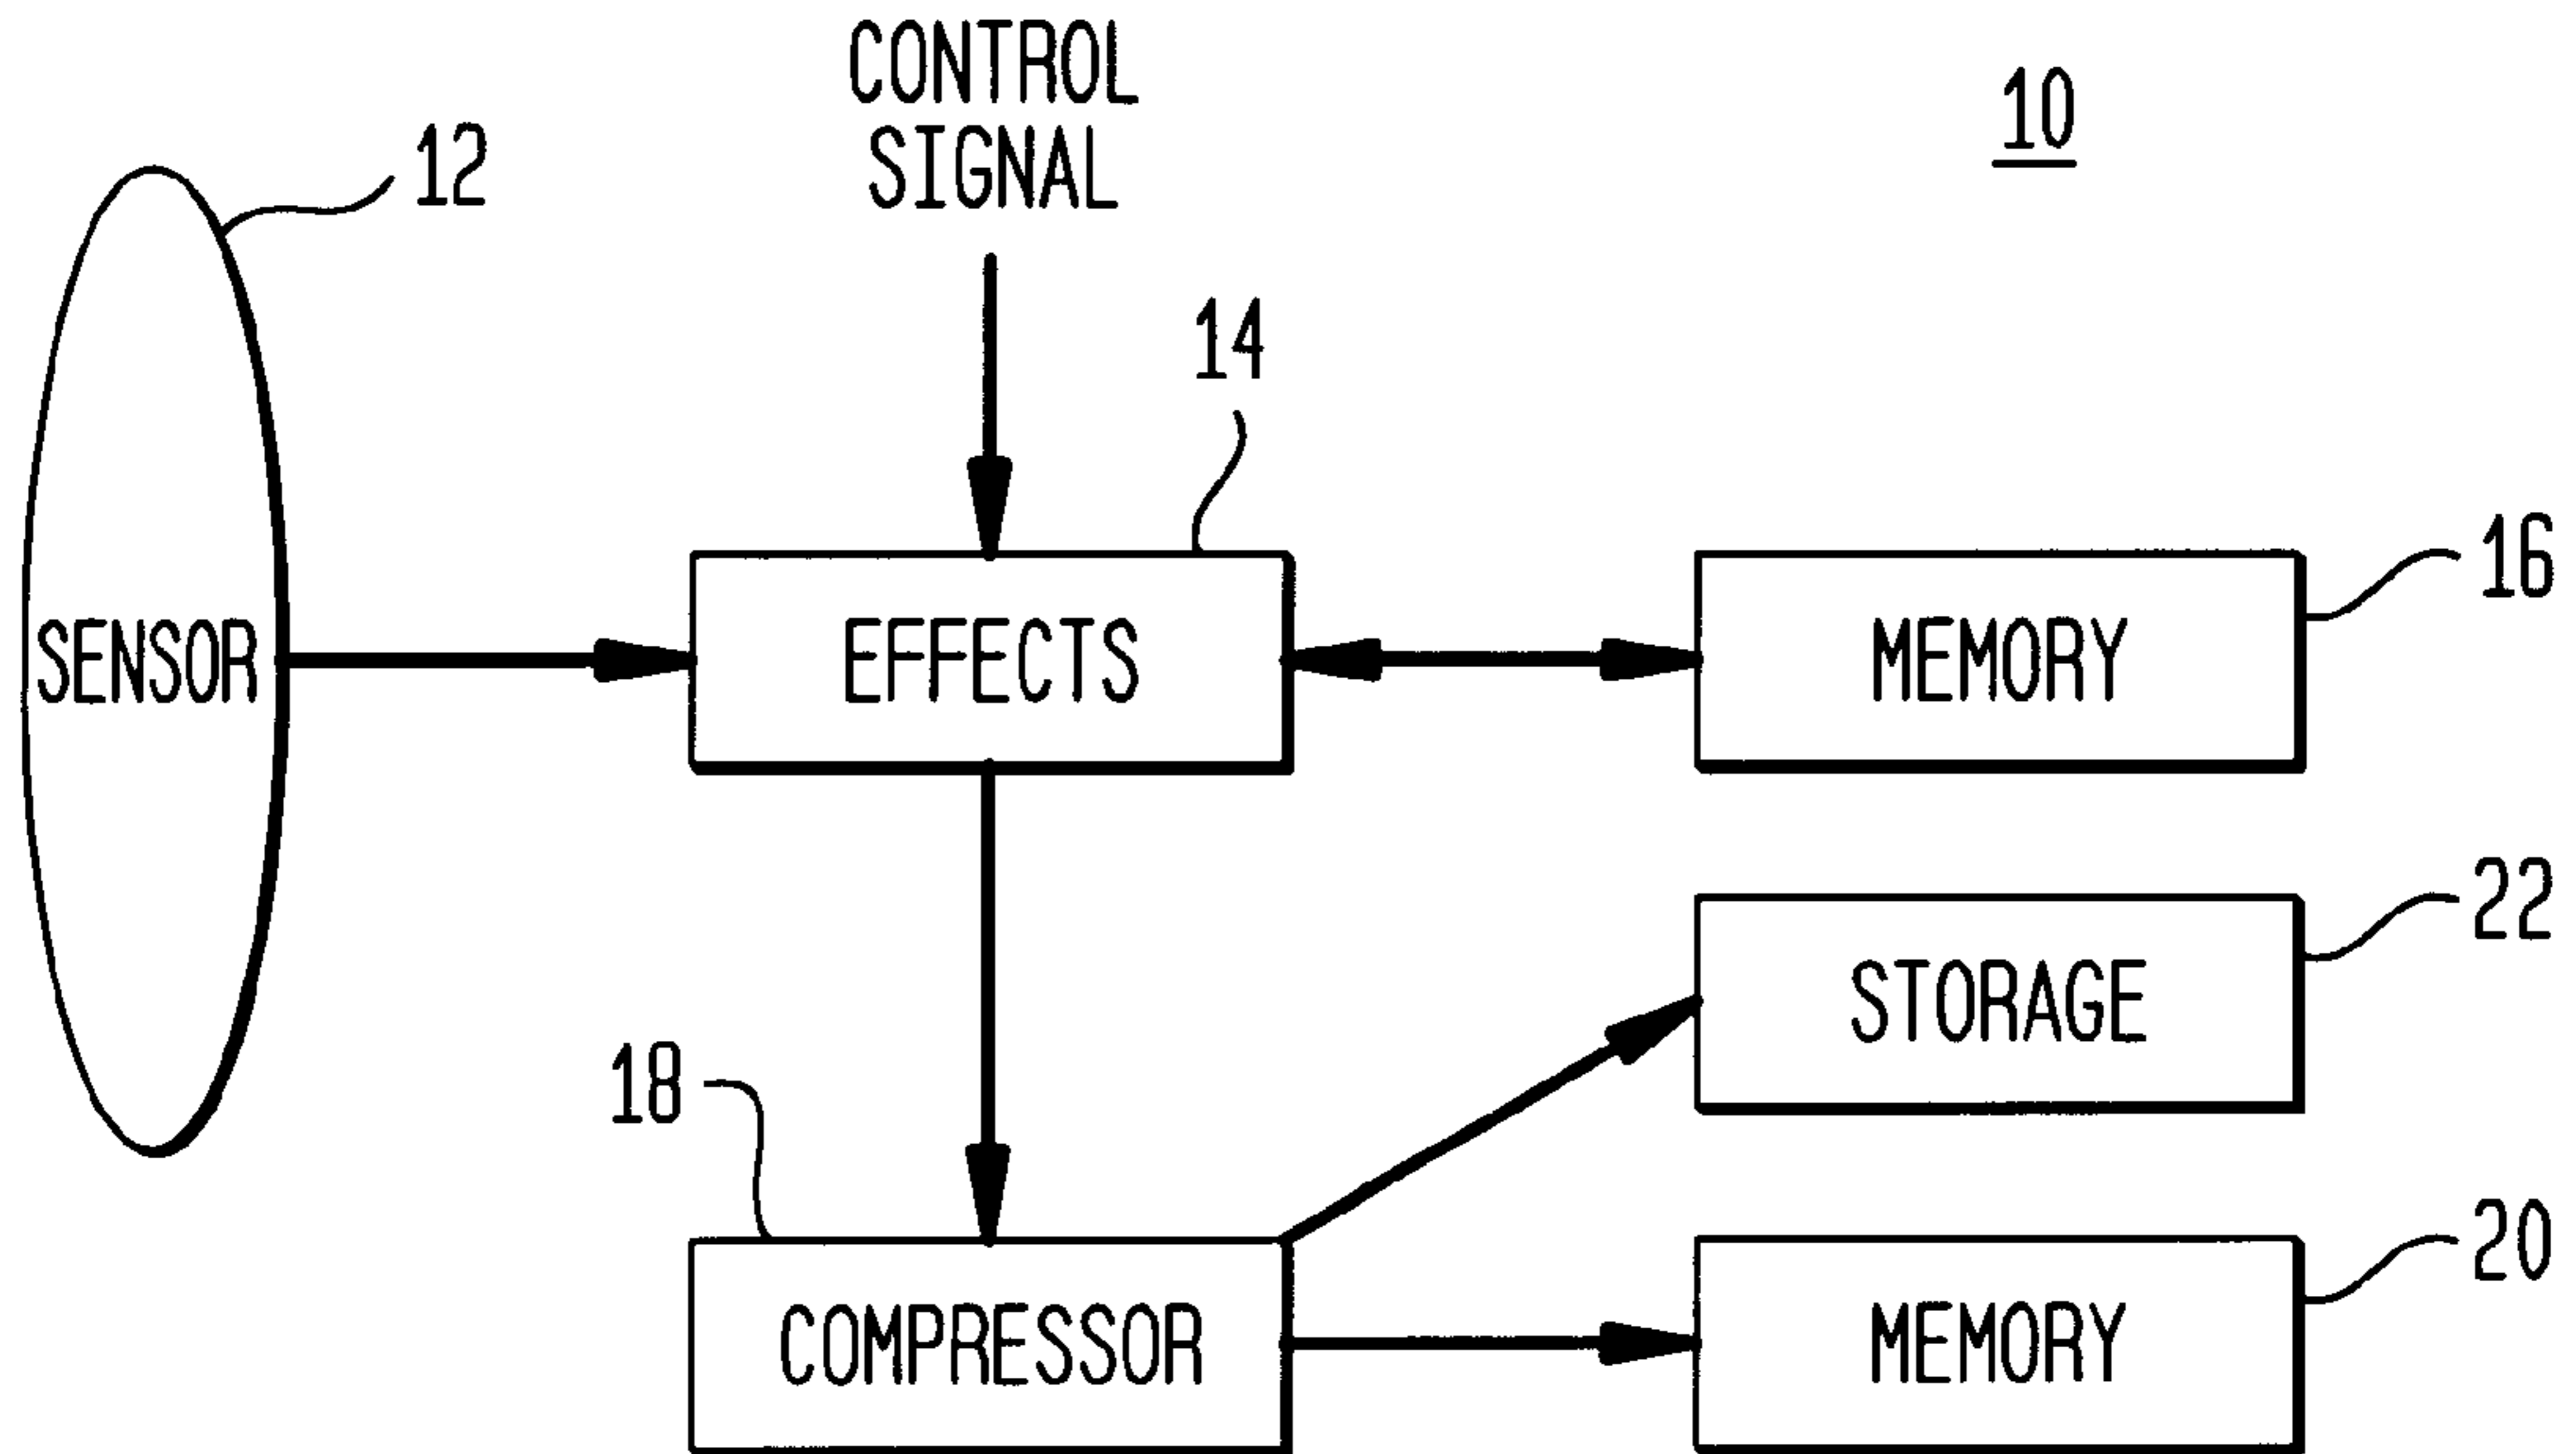 CONTROL
SIGNAL
10
12
14
SENSOR
EFFECTS
MEMORY
16
STORAGE
22
18
COMPRESSOR
MEMORY
20